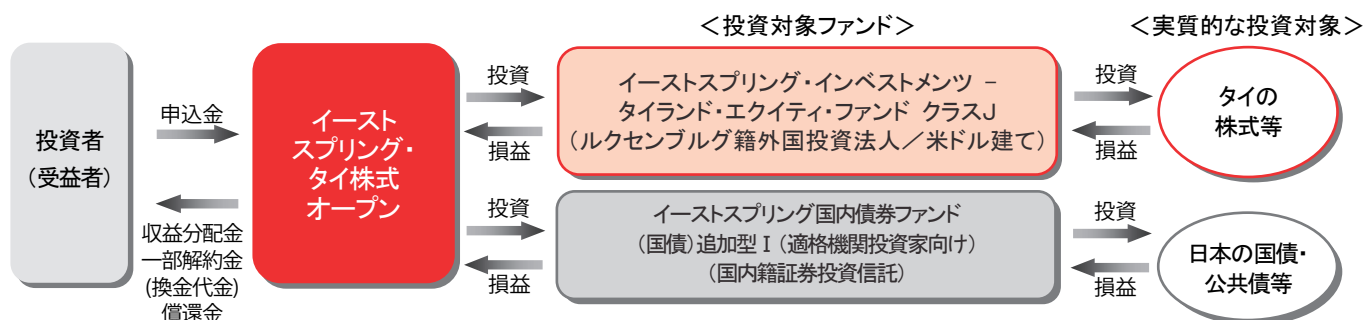 ＜投資対象ファンド＞
＜実質的な投資対象＞
投資者
（受益者）
申込金
収益分配金
一部解約金
(換金代金)
償還金
イースト
スプリング・
タイ株式
オープン
投資
損益
イーストスプリング・インベストメンツ －
タイランド・エクイティ・ファンド クラスJ
（ルクセンブルグ籍外国投資法人／米ドル建て）
投資
損益
タイの
株式等
投資
損益
イーストスプリング国内債券ファンド
（国債）追加型Ⅰ（適格機関投資家向け）
（国内籍証券投資信託）
投資
損益
日本の国債・
公共債等